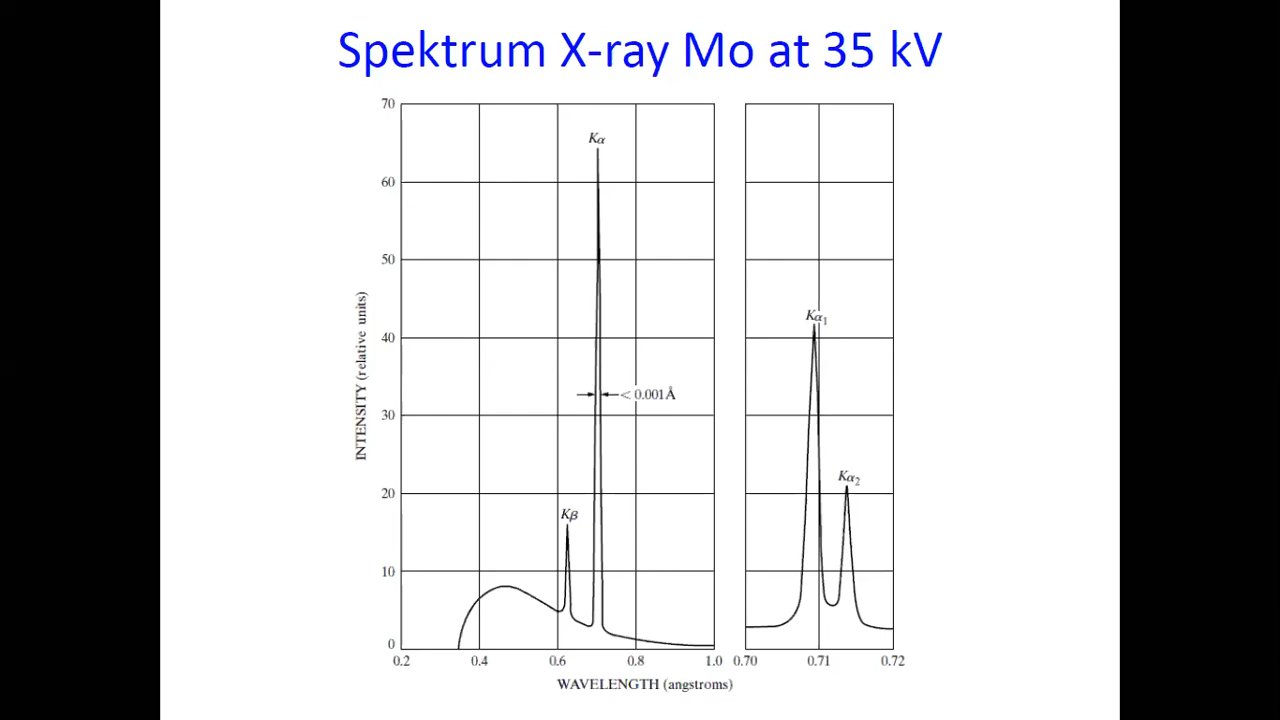 Spektrum X-ray Mo at 35 kV
70
60
50
40
30
20
10
0
INTENSITY (relative units)
Kα
< 0.001Å
Kβ
Kα1
Kα2
0.2 0.4 0.6 0.8 1.0 0.70 0.71 0.72
WAVELENGTH (angstroms)